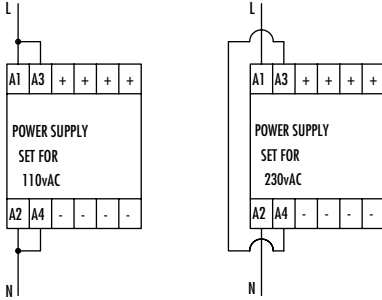 L
A1 A3 + + + +
POWER SUPPLY
SET FOR
110vAC
A2 A4 - - - -
N
L
A1 A3 + + + +
POWER SUPPLY
SET FOR
230vAC
A2 A4 - - - -
N